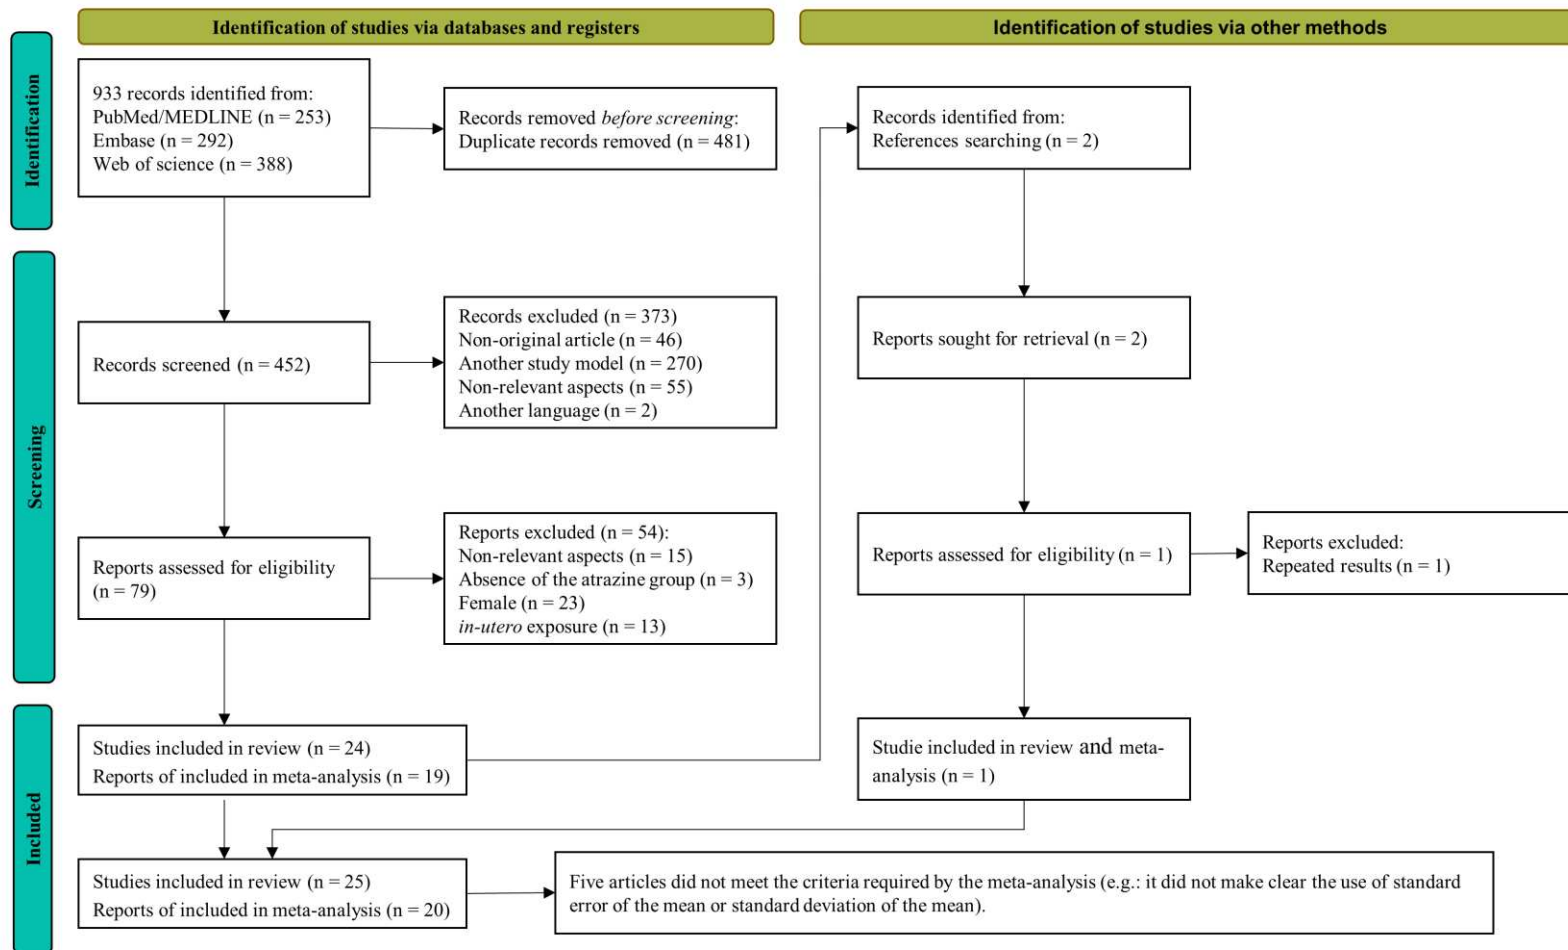 Identification of studies via databases and registers
Identification of studies via other methods
Identification
933 records identified from:
PubMed/MEDLINE (n = 253)
Embase (n = 292)
Web of science (n = 388)
Records removed before screening:
Duplicate records removed (n = 481)
Records identified from:
References searching (n = 2)
Screening
Records screened (n = 452)
Records excluded (n = 373)
Non-original article (n = 46)
Another study model (n = 270)
Non-relevant aspects (n = 55)
Another language (n = 2)
Reports sought for retrieval (n = 2)
Reports assessed for eligibility
(n = 79)
Reports excluded (n = 54):
Non-relevant aspects (n = 15)
Absence of the atrazine group (n = 3)
Female (n = 23)
in-utero exposure (n = 13)
Reports assessed for eligibility (n = 1)
Reports excluded:
Repeated results (n = 1)
Included
Studies included in review (n = 24)
Reports of included in meta-analysis (n = 19)
Studie included in review and meta-
analysis (n = 1)
Studies included in review (n = 25)
Reports of included in meta-analysis (n = 20)
Five articles did not meet the criteria required by the meta-analysis (e.g.: it did not make clear the use of standard
error of the mean or standard deviation of the mean).